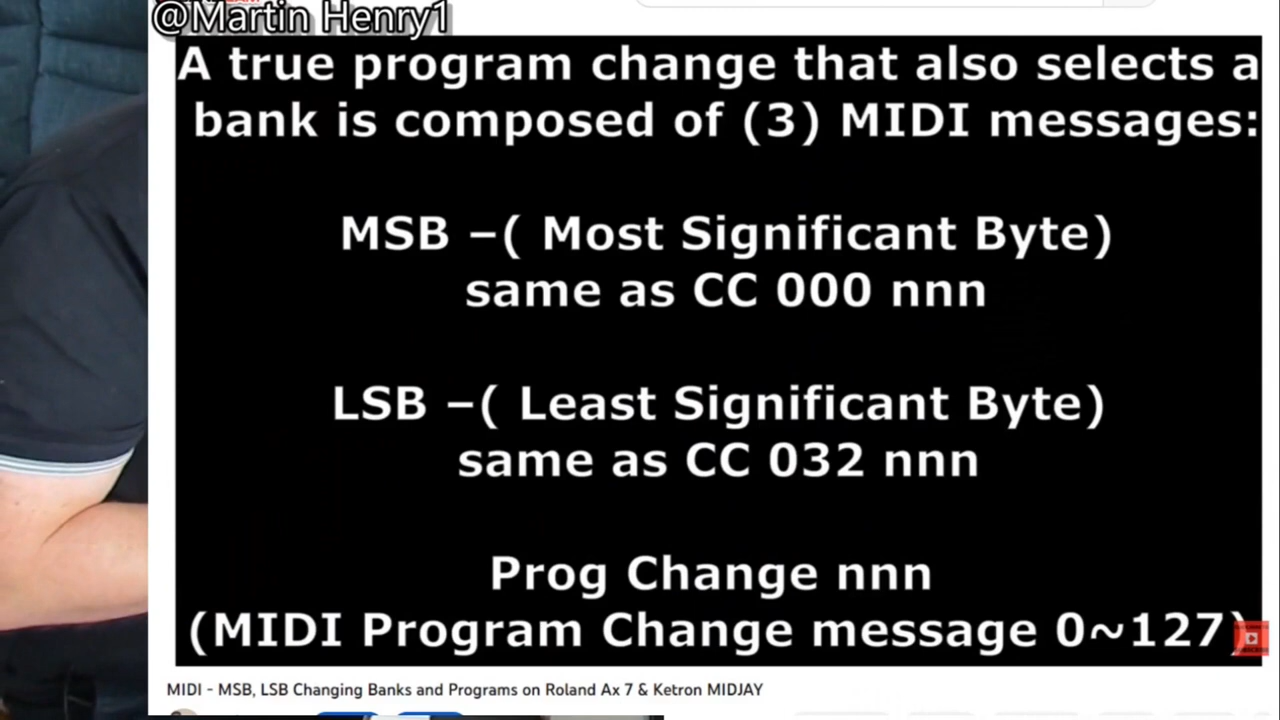 @Martin Henry1
A true program change that also selects a
bank is composed of (3) MIDI messages:
MSB –( Most Significant Byte)
same as CC 000 nnn
LSB –( Least Significant Byte)
same as CC 032 nnn
Prog Change nnn
(MIDI Program Change message 0~127)
MIDI - MSB, LSB Changing Banks and Programs on Roland Ax 7 & Ketron MIDJAY